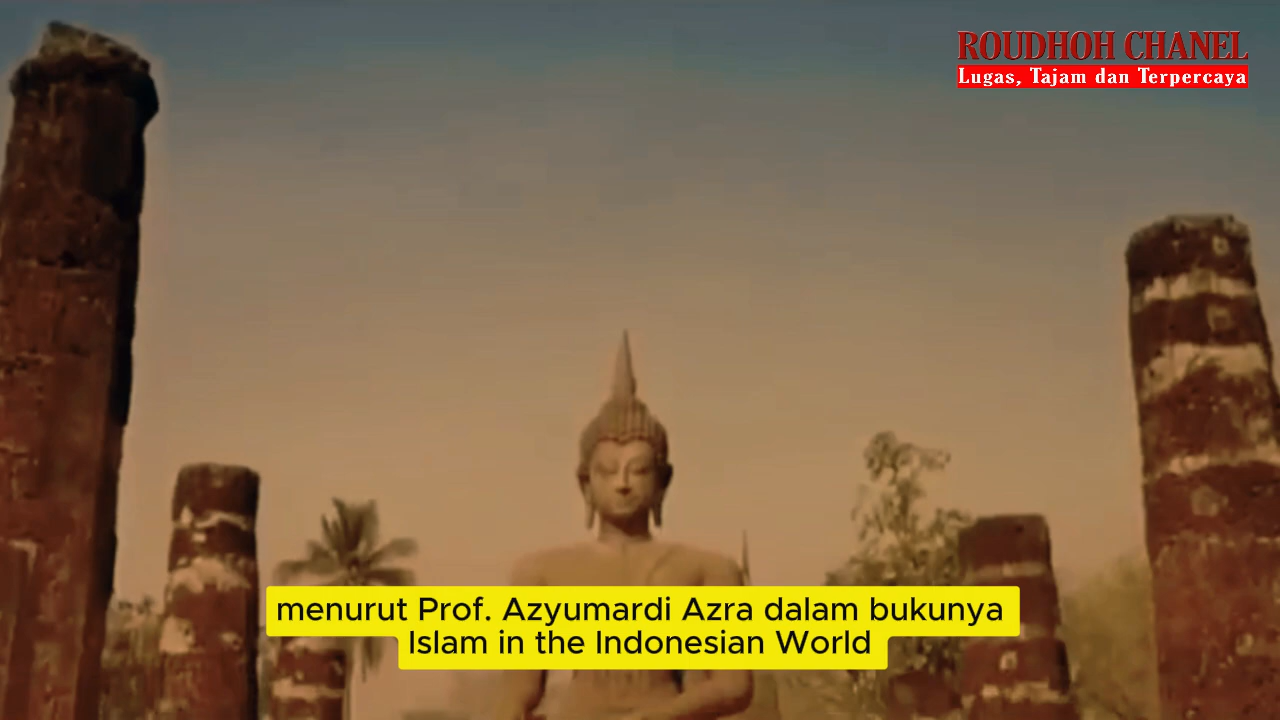 ROUDHOH CHANEL
Lugas, Tajam dan Terpercaya
menurut Prof. Azyumardi Azra dalam bukunya
Islam in the Indonesian World